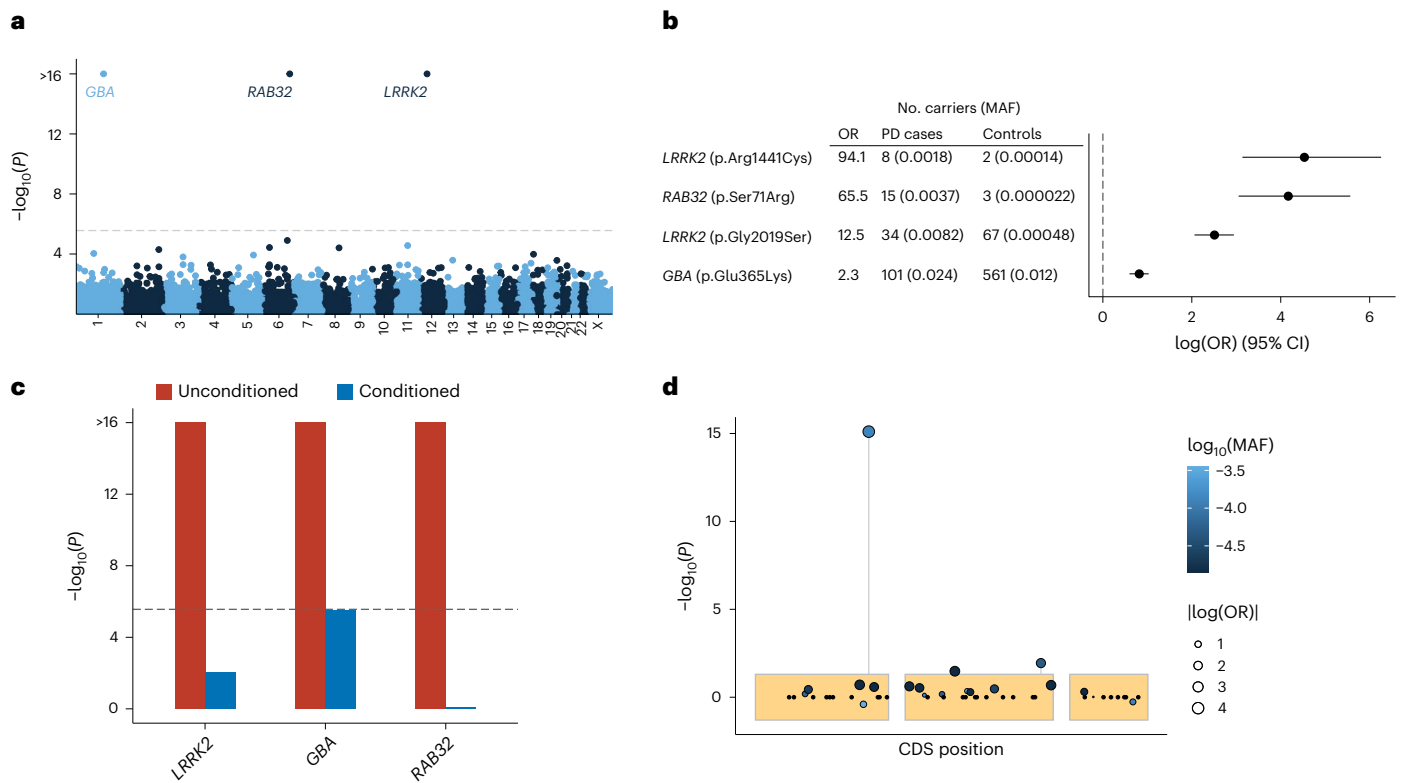 a
−log10(P)
>16
12
8
4
GBA
RAB32
LRRK2
1 2 3 4 5 6 7 8 9 10 11 12 13 14 15 16 17 18 19 20 21 22 X
b
No. carriers (MAF)
OR PD cases Controls
LRRK2 (p.Arg1441Cys) 94.1 8 (0.0018) 2 (0.00014)
RAB32 (p.Ser71Arg) 65.5 15 (0.0037) 3 (0.000022)
LRRK2 (p.Gly2019Ser) 12.5 34 (0.0082) 67 (0.00048)
GBA (p.Glu365Lys) 2.3 101 (0.024) 561 (0.012)
0 2 4 6
log(OR) (95% CI)
c
Unconditioned Conditioned
−log10(P)
>16
12
8
4
0
LRRK2
GBA
RAB32
d
−log10(P)
15
10
5
0
CDS position
log10(MAF)
−3.5
−4.0
−4.5
|log(OR)|
1
2
3
4